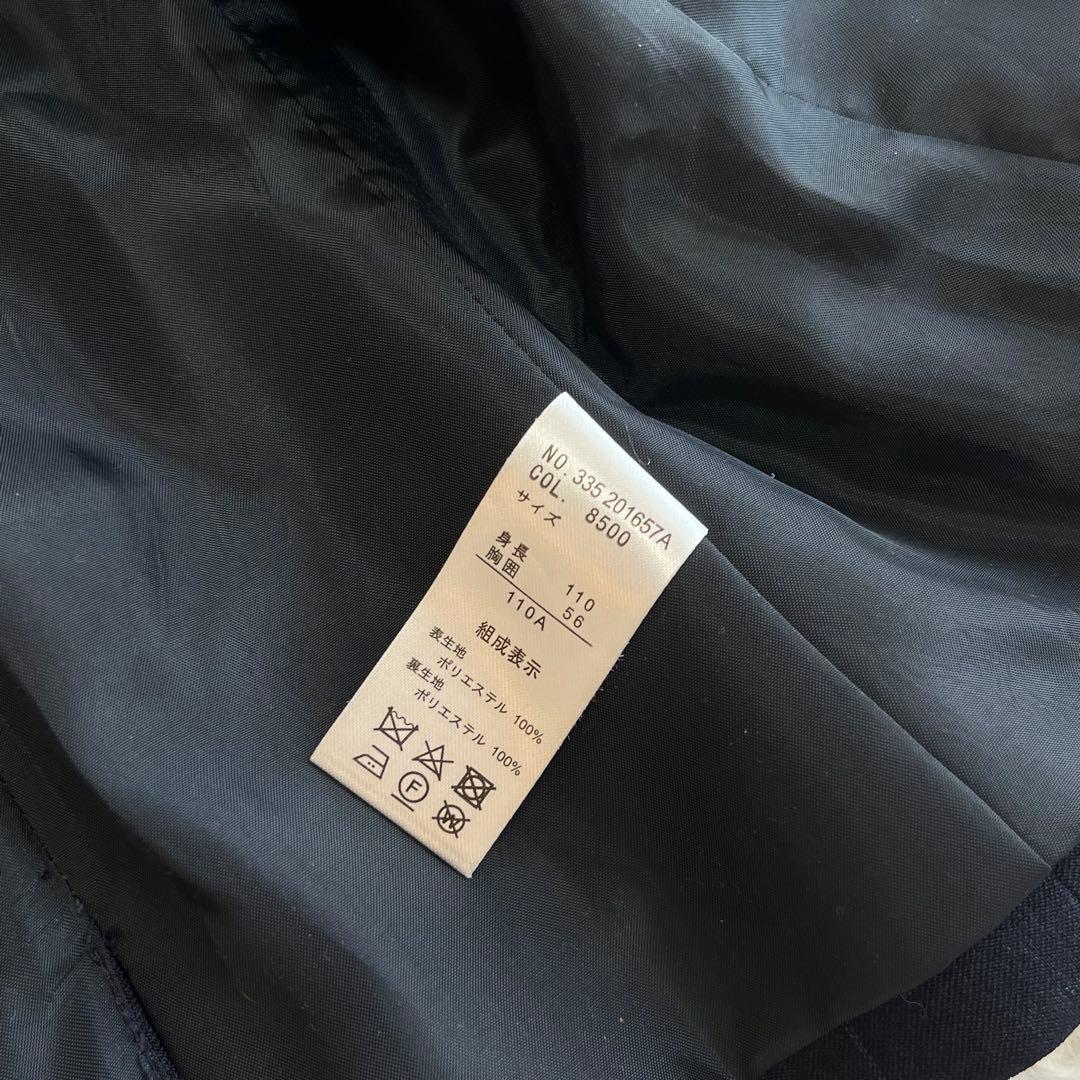 NO. 335 201657A
COL. 8500
サイズ
身長 110
胸囲 56
110A
組成表示
表生地
ポリエステル 100%
裏生地
ポリエステル 100%
F
W